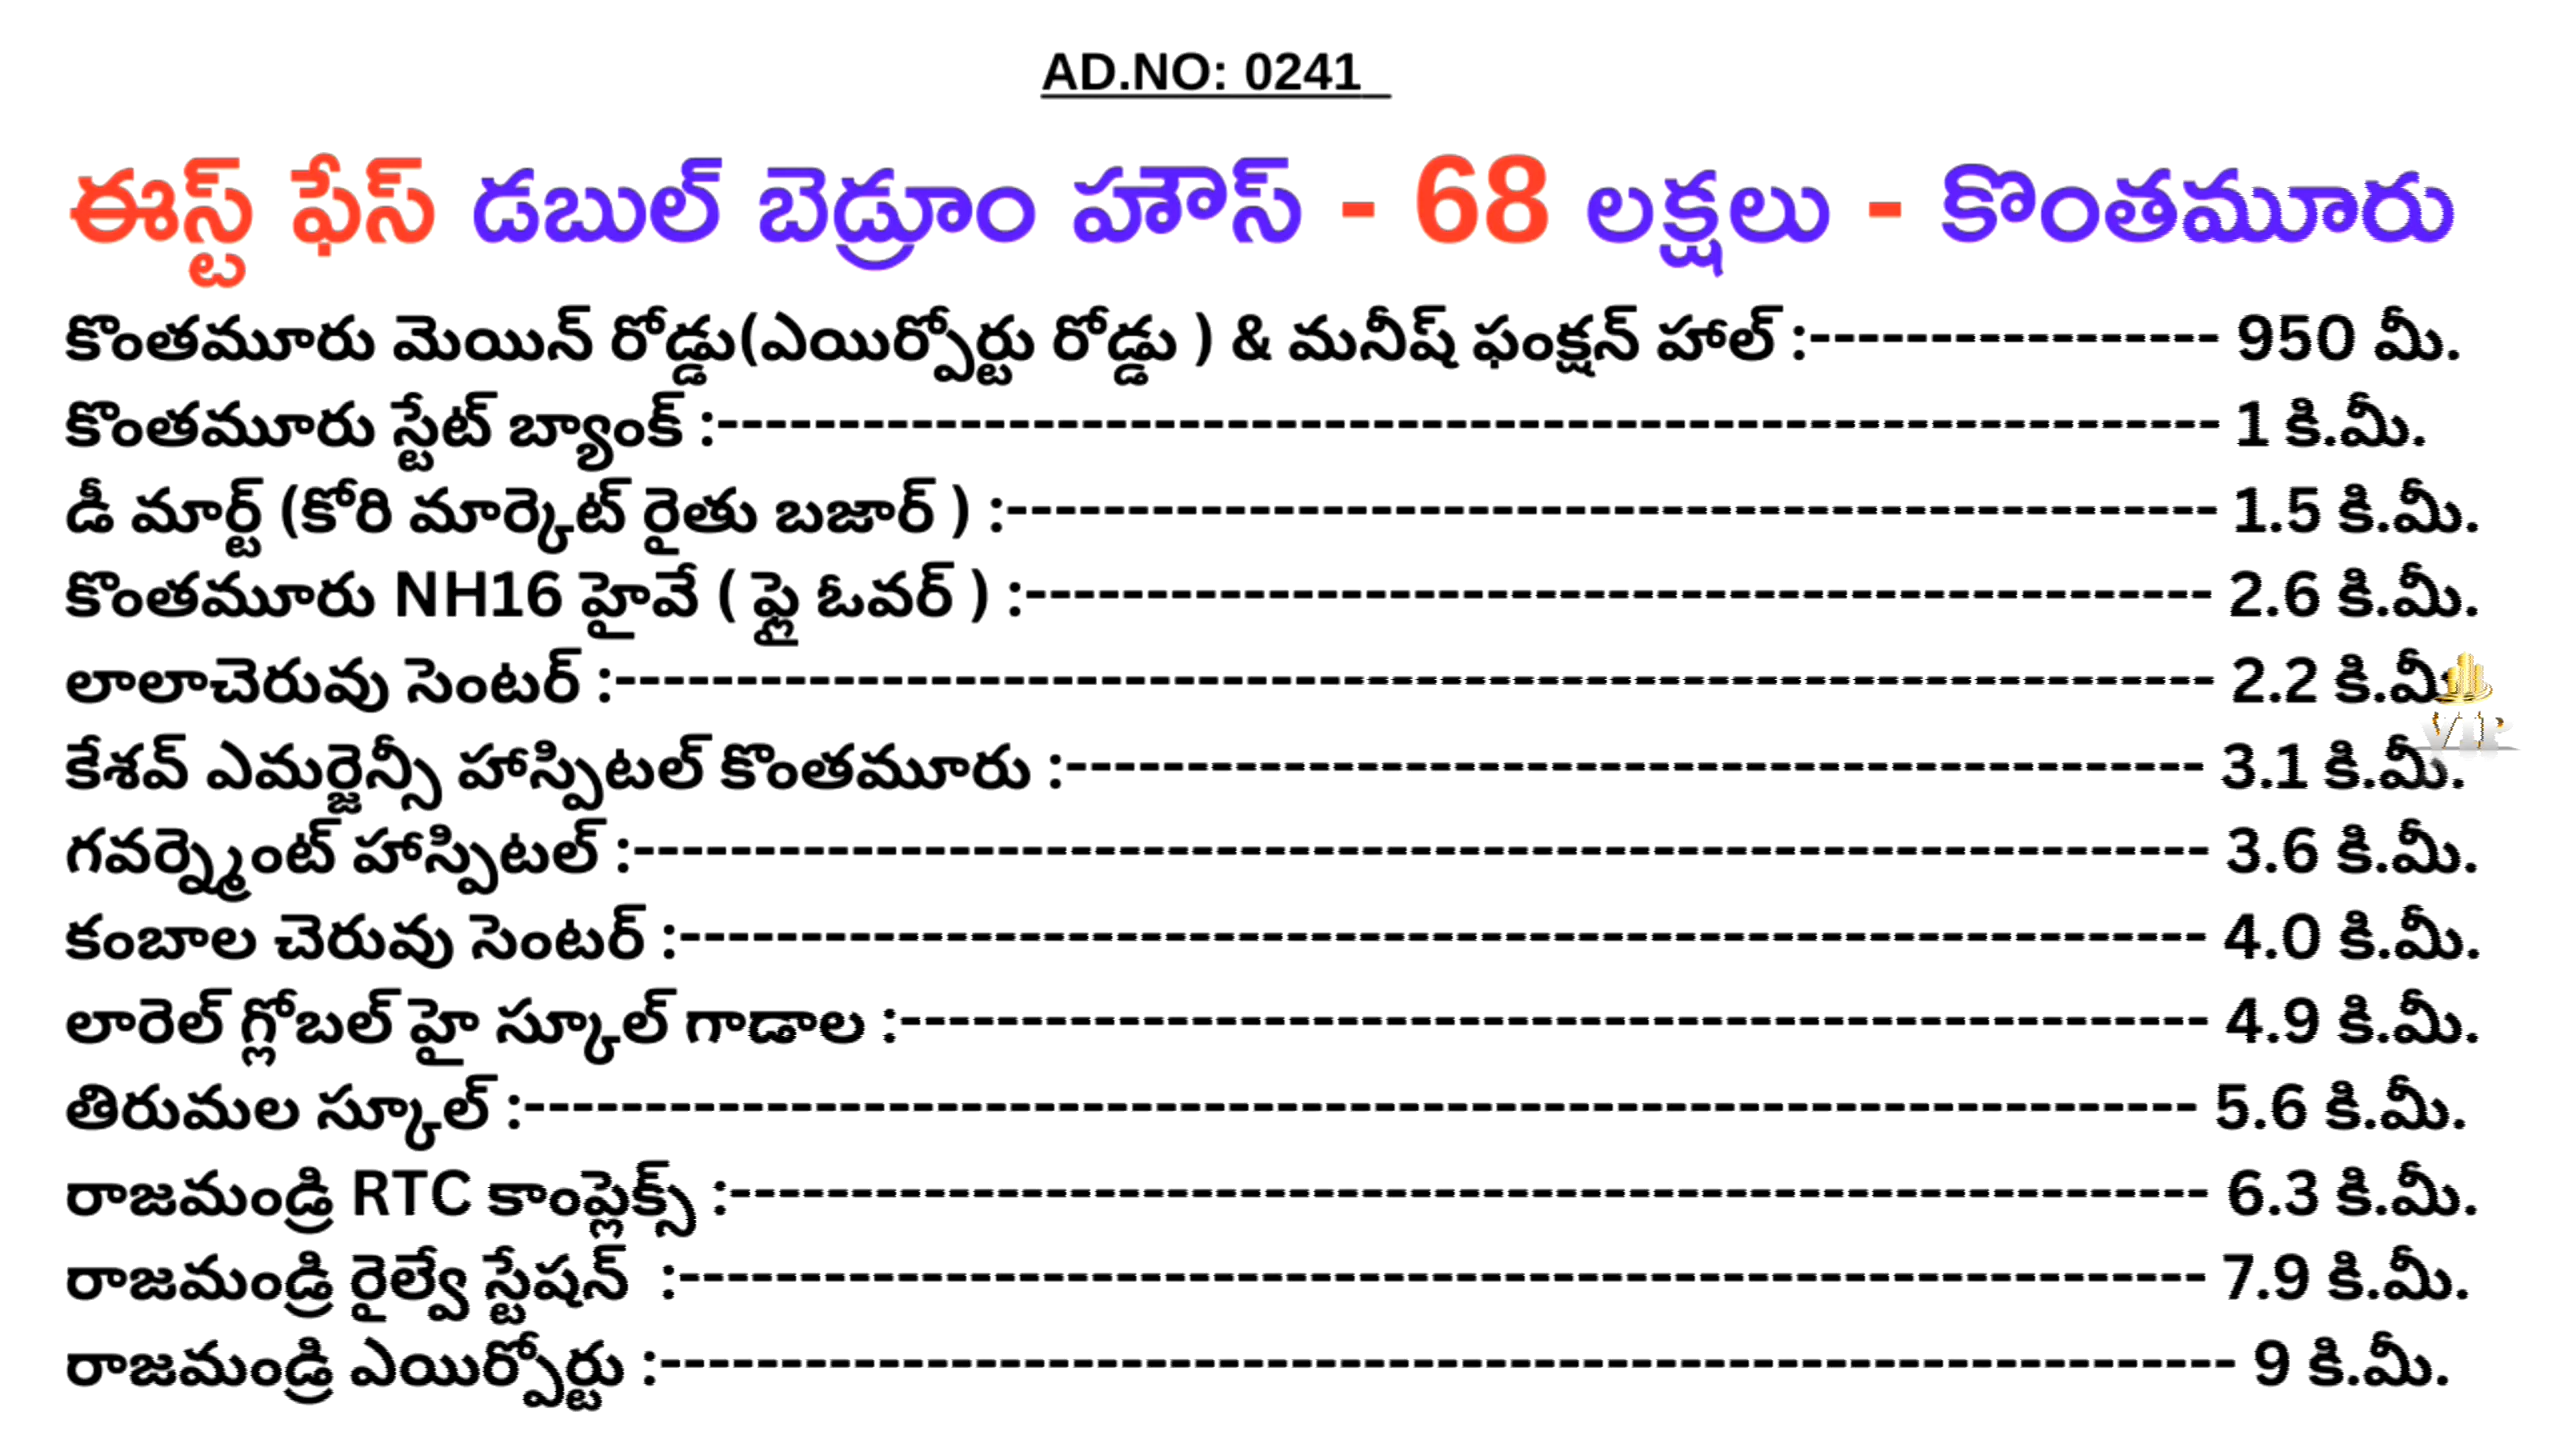 AD.NO: 0241
ఈస్ట్ ఫేస్ డబుల్ బెడ్రూం హౌస్ - 68 లక్షలు - కొంతమూరు
కొంతమూరు మెయిన్ రోడ్డు(ఎయిర్పోర్టు రోడ్డు ) & మనీష్ ఫంక్షన్ హాల్ :----------------- 950 మీ.
కొంతమూరు స్టేట్ బ్యాంక్ :-------------------------------------------------------------- 1 కి.మీ.
డీ మార్ట్ (కోరి మార్కెట్ రైతు బజార్ ) :-------------------------------------------------- 1.5 కి.మీ.
కొంతమూరు NH16 హైవే ( ఫ్లై ఓవర్ ) :------------------------------------------------- 2.6 కి.మీ.
లాలాచెరువు సెంటర్ :------------------------------------------------------------------ 2.2 కి.మీ.
కేశవ్ ఎమర్జెన్సీ హాస్పిటల్ కొంతమూరు :----------------------------------------------- 3.1 కి.మీ.
గవర్న్మెంట్ హాస్పిటల్ :----------------------------------------------------------------- 3.6 కి.మీ.
కంబాల చెరువు సెంటర్ :--------------------------------------------------------------- 4.0 కి.మీ.
లారెల్ గ్లోబల్ హై స్కూల్ గాడాల :------------------------------------------------------ 4.9 కి.మీ.
తిరుమల స్కూల్ :--------------------------------------------------------------------- 5.6 కి.మీ.
రాజమండ్రి RTC కాంప్లెక్స్ :------------------------------------------------------------- 6.3 కి.మీ.
రాజమండ్రి రైల్వే స్టేషన్ :--------------------------------------------------------------- 7.9 కి.మీ.
రాజమండ్రి ఎయిర్పోర్టు :----------------------------------------------------------------- 9 కి.మీ.
VIP